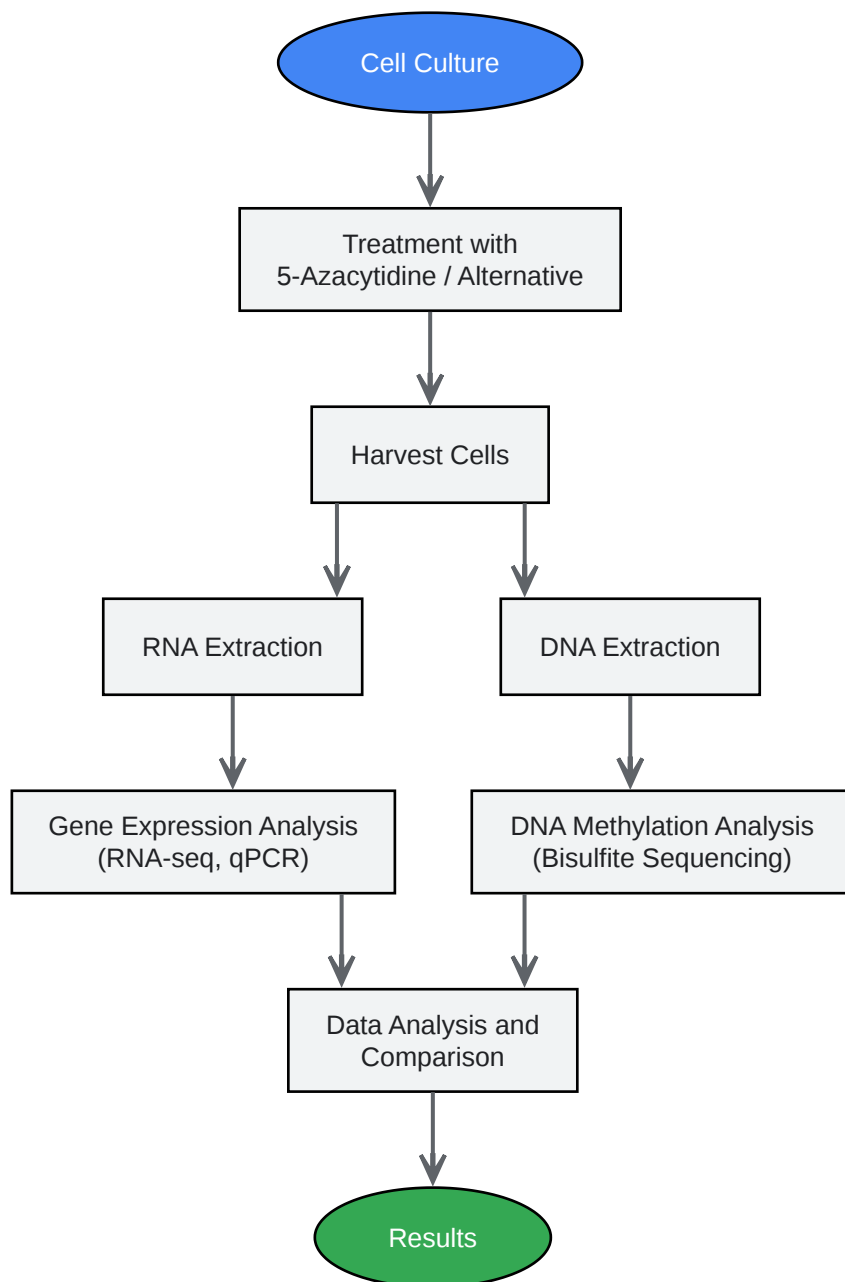 Cell Culture
Treatment with
5-Azacytidine / Alternative
Harvest Cells
RNA Extraction
DNA Extraction
Gene Expression Analysis
(RNA-seq, qPCR)
DNA Methylation Analysis
(Bisulfite Sequencing)
Data Analysis and
Comparison
Results